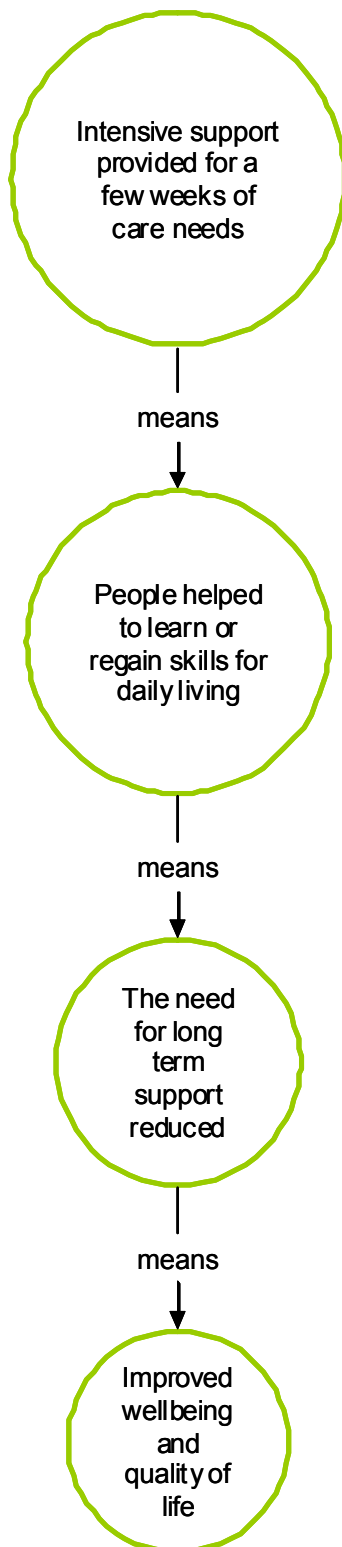 Intensive support
provided for a
few weeks of
care needs
means
People helped
to learn or
regain skills for
daily living
means
The need
for long
term
support
reduced
means
Improved
wellbeing
and
quality of
life